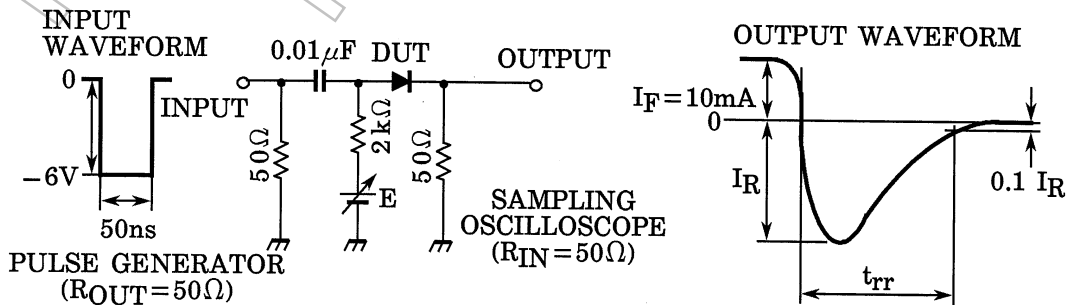 INPUT
WAVEFORM
0
−6V
50ns
PULSE GENERATOR
(ROUT=50Ω)
INPUT
0.01μF
DUT
OUTPUT
50Ω
2kΩ
E
50Ω
SAMPLING
OSCILLOSCOPE
(RIN=50Ω)
OUTPUT WAVEFORM
IF=10mA
0
IR
0.1 IR
trr